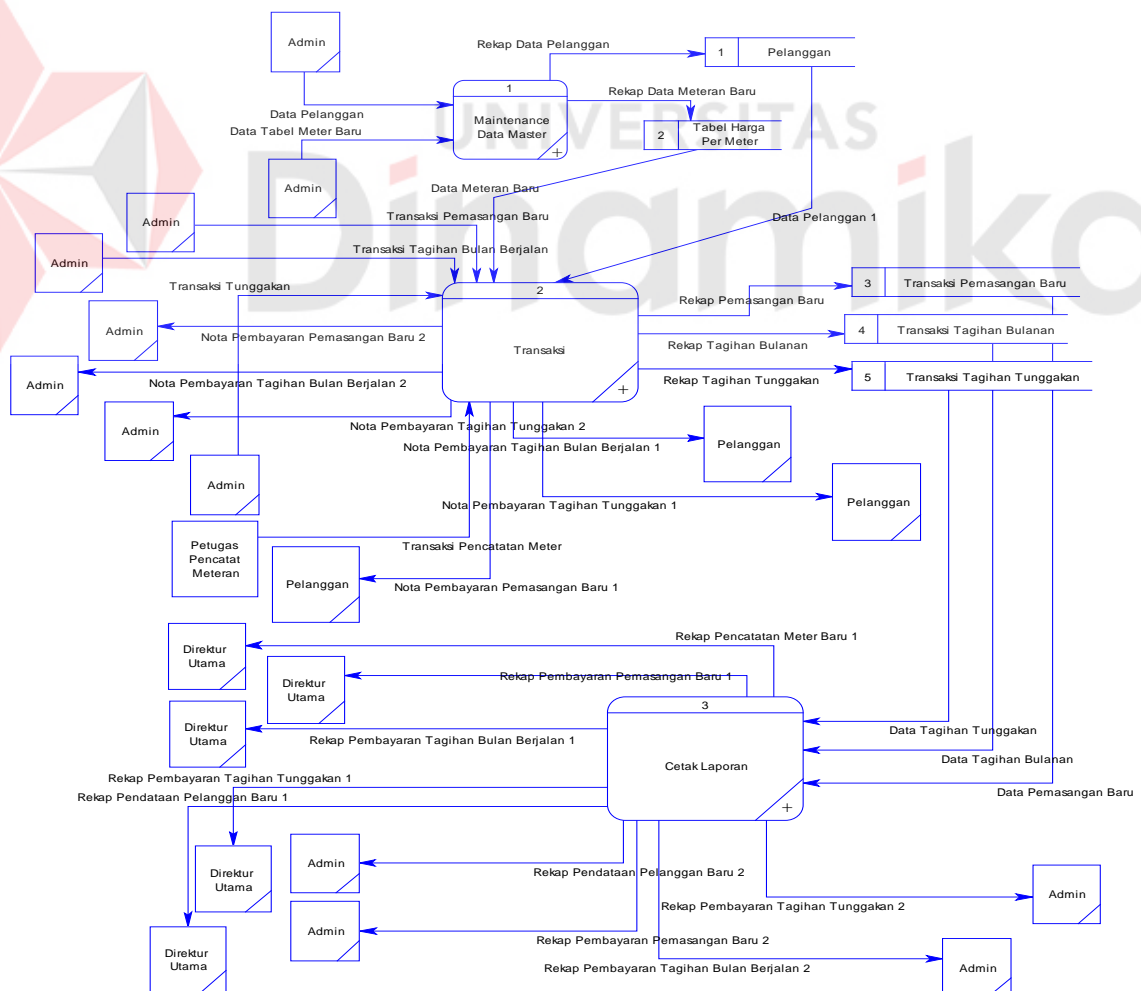 Admin
Rekap Data Pelanggan
1
Pelanggan
1
Maintenance
Data Master
+
Data Pelanggan
Data Tabel Meter Baru
Rekap Data Meteran Baru
2
Tabel Harga
Per Meter
UNIVERSITAS
Dinamika
Admin
Data Meteran Baru
Admin
Transaksi Pemasangan Baru
Data Pelanggan 1
Admin
Transaksi Tagihan Bulan Berjalan
Transaksi Tunggakan
2
Transaksi
+
Rekap Pemasangan Baru
3
Transaksi Pemasangan Baru
Admin
Nota Pembayaran Pemasangan Baru 2
Rekap Tagihan Bulanan
4
Transaksi Tagihan Bulanan
Admin
Nota Pembayaran Tagihan Bulan Berjalan 2
Rekap Tagihan Tunggakan
5
Transaksi Tagihan Tunggakan
Admin
Nota Pembayaran Tagihan Tunggakan 2
Nota Pembayaran Tagihan Bulan Berjalan 1
Pelanggan
Admin
Nota Pembayaran Tagihan Tunggakan 1
Pelanggan
Petugas
Pencatat
Meteran
Transaksi Pencatatan Meter
Pelanggan
Nota Pembayaran Pemasangan Baru 1
Direktur
Utama
Rekap Pencatatan Meter Baru 1
Direktur
Utama
Rekap Pembayaran Pemasangan Baru 1
Direktur
Utama
Rekap Pembayaran Tagihan Bulan Berjalan 1
3
Cetak Laporan
+
Data Tagihan Tunggakan
Data Tagihan Bulanan
Data Pemasangan Baru
Rekap Pembayaran Tagihan Tunggakan 1
Rekap Pendataan Pelanggan Baru 1
Direktur
Utama
Admin
Rekap Pendataan Pelanggan Baru 2
Rekap Pembayaran Tagihan Tunggakan 2
Admin
Admin
Rekap Pembayaran Pemasangan Baru 2
Direktur
Utama
Rekap Pembayaran Tagihan Bulan Berjalan 2
Admin